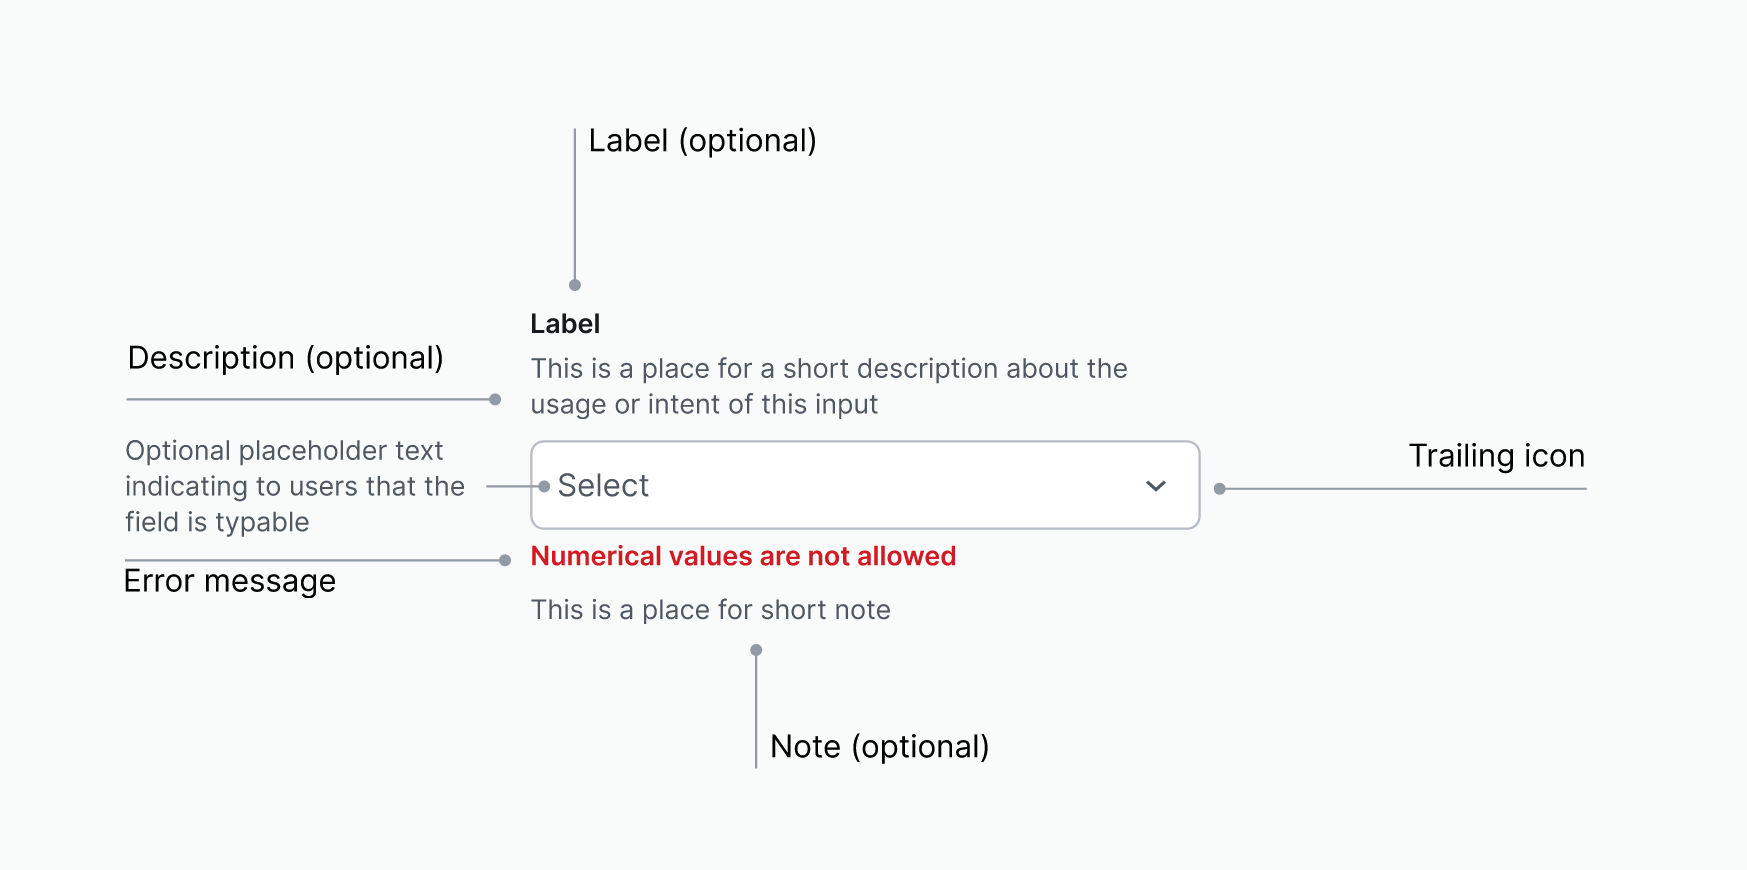 Label (optional)
Label
Description (optional)
This is a place for a short description about the
usage or intent of this input
Optional placeholder text
indicating to users that the
field is typable
Select
Trailing icon
Error message
Numerical values are not allowed
This is a place for short note
Note (optional)